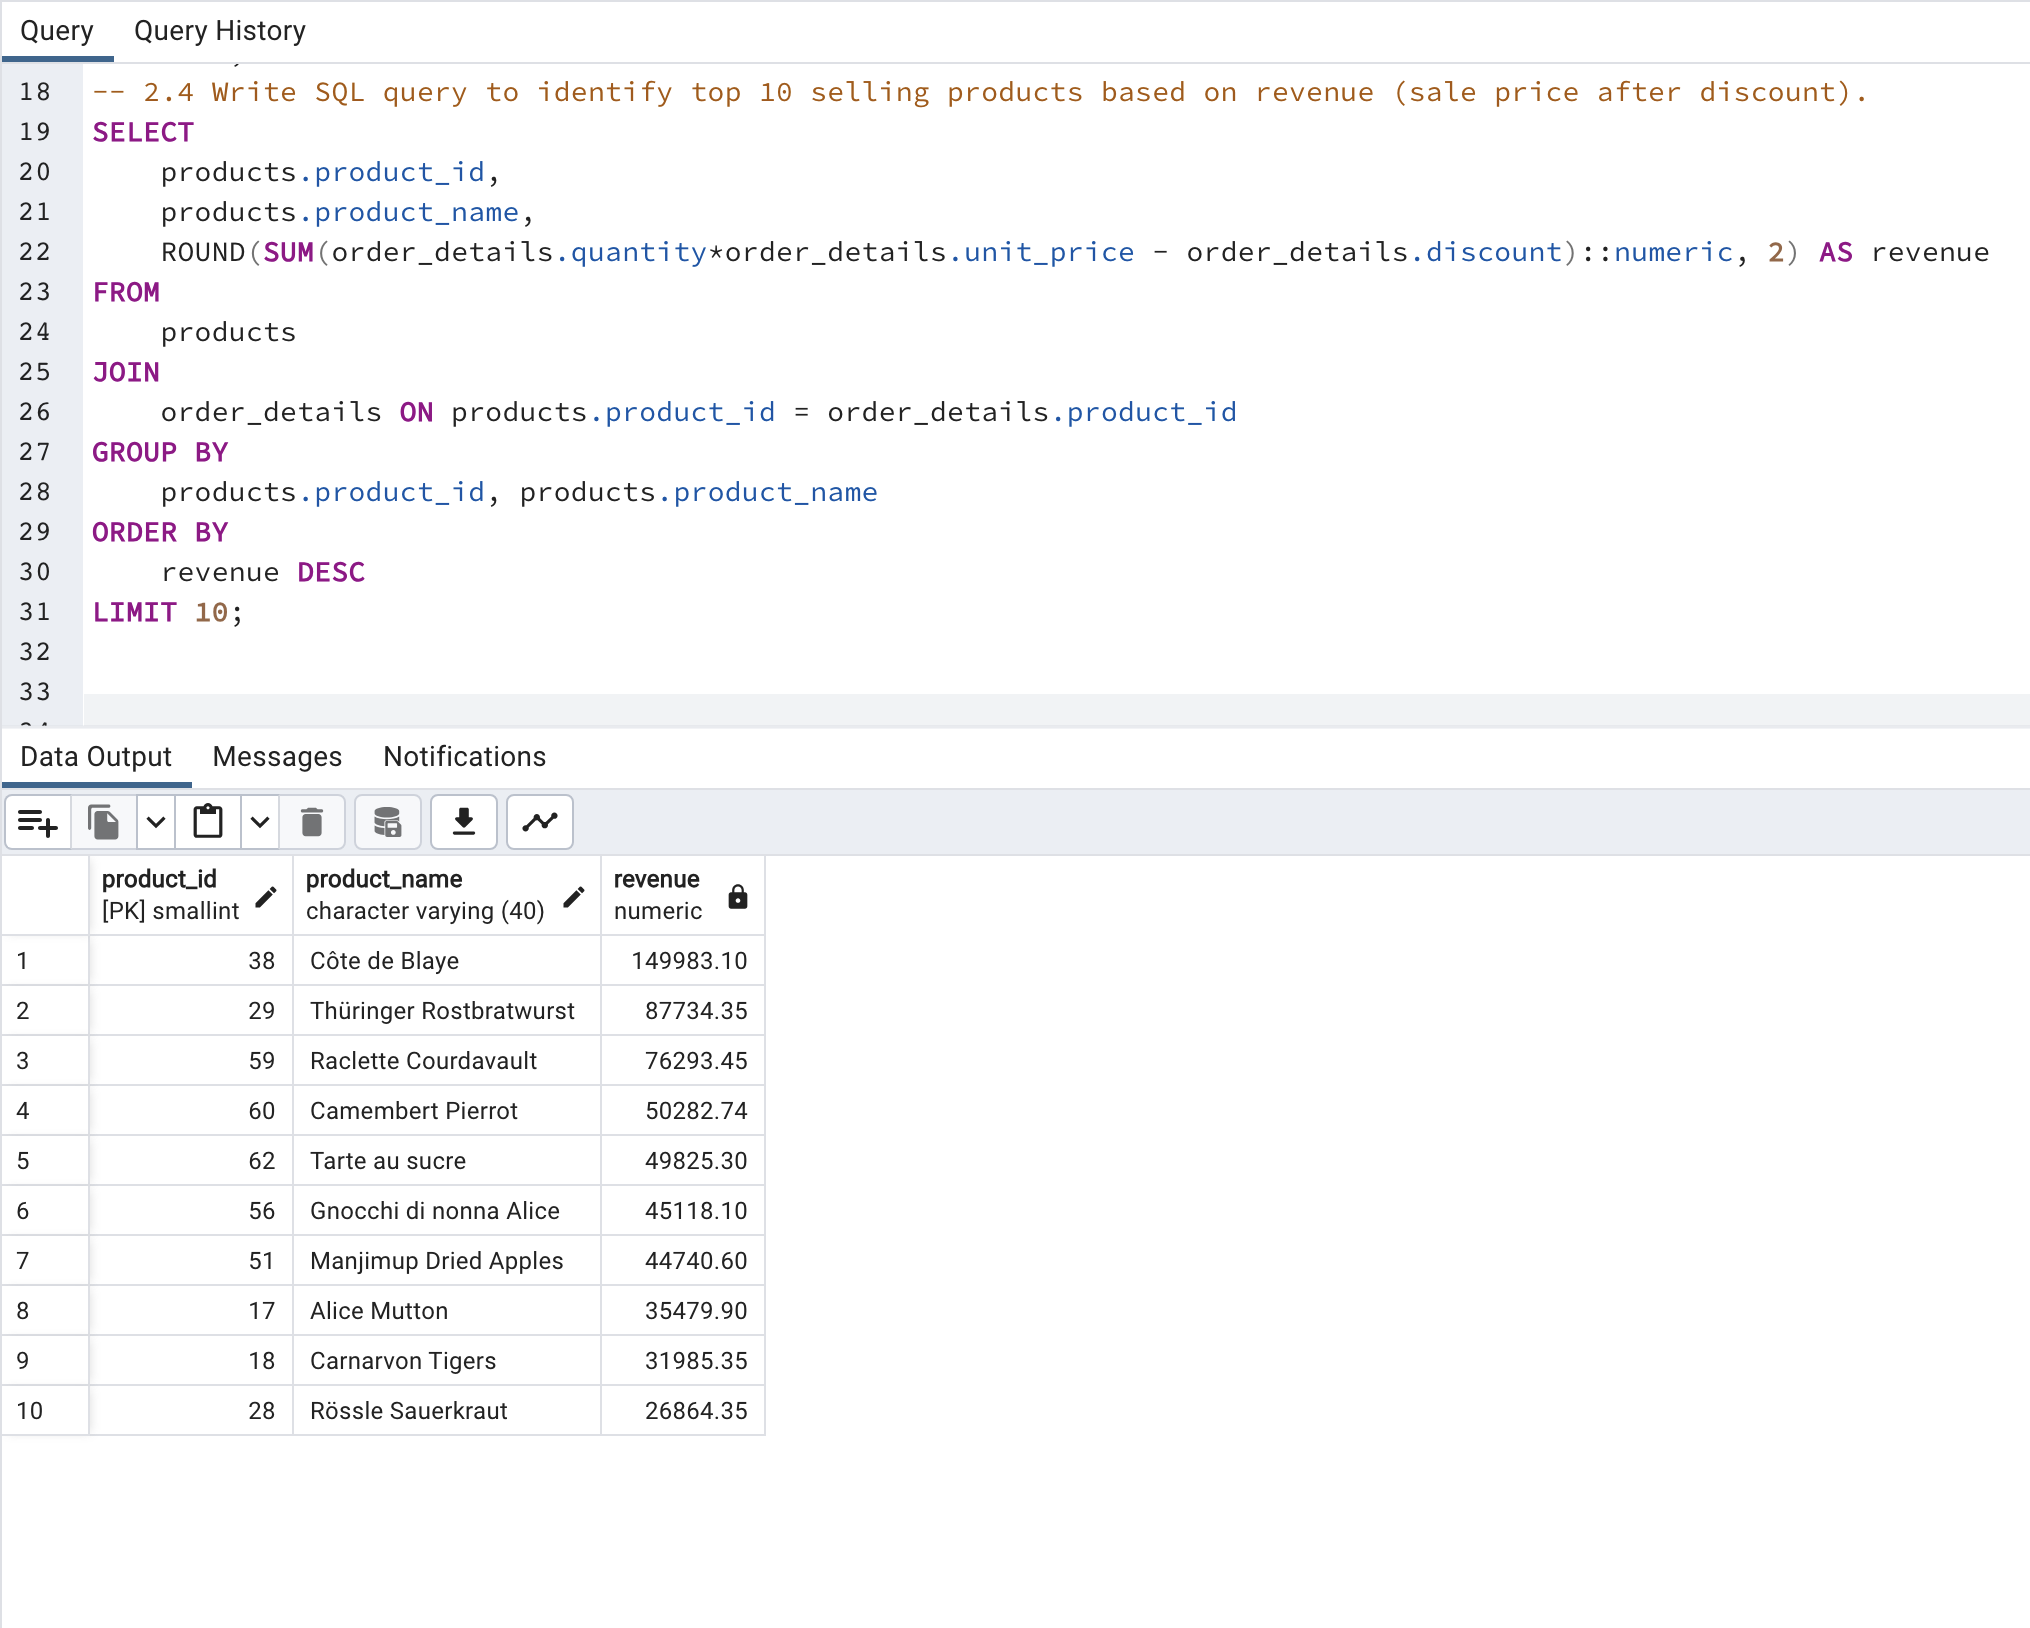 Query Query History
18 -- 2.4 Write SQL query to identify top 10 selling products based on revenue (sale price after discount).
19 SELECT
20 products.product_id,
21 products.product_name,
22 ROUND(SUM(order_details.quantity*order_details.unit_price - order_details.discount)::numeric, 2) AS revenue
23 FROM
24 products
25 JOIN
26 order_details ON products.product_id = order_details.product_id
27 GROUP BY
28 products.product_id, products.product_name
29 ORDER BY
30 revenue DESC
31 LIMIT 10;
32
33
Data Output Messages Notifications
product_id product_name revenue
[PK] smallint character varying (40) numeric
1 38 Côte de Blaye 149983.10
2 29 Thüringer Rostbratwurst 87734.35
3 59 Raclette Courdavault 76293.45
4 60 Camembert Pierrot 50282.74
5 62 Tarte au sucre 49825.30
6 56 Gnocchi di nonna Alice 45118.10
7 51 Manjimup Dried Apples 44740.60
8 17 Alice Mutton 35479.90
9 18 Carnarvon Tigers 31985.35
10 28 Rössle Sauerkraut 26864.35